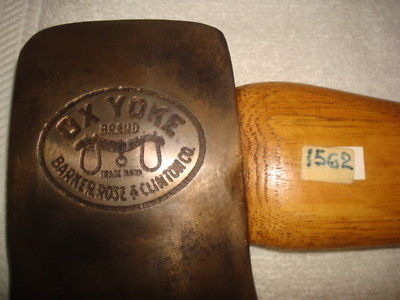 OX YOKE
BRAND
TRADE MARK
BARKER, ROSE & CLINTON CO.
1562